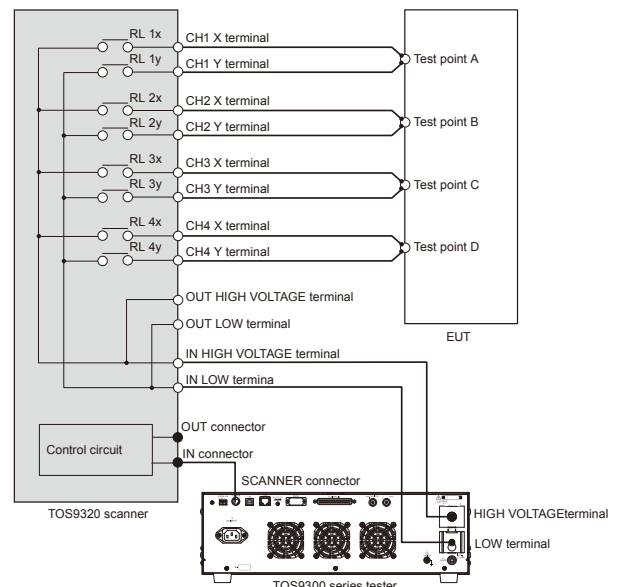 RL 1x
CH1 X terminal
RL 1y
CH1 Y terminal
Test point A
RL 2x
CH2 X terminal
RL 2y
CH2 Y terminal
Test point B
RL 3x
CH3 X terminal
RL 3y
CH3 Y terminal
Test point C
RL 4x
CH4 X terminal
RL 4y
CH4 Y terminal
Test point D
OUT HIGH VOLTAGE terminal
OUT LOW terminal
EUT
IN HIGH VOLTAGE terminal
IN LOW termina
OUT connector
Control circuit
IN connector
SCANNER connector
TOS9320 scanner
HIGH VOLTAGEterminal
LOW terminal
TOS9300 series tester